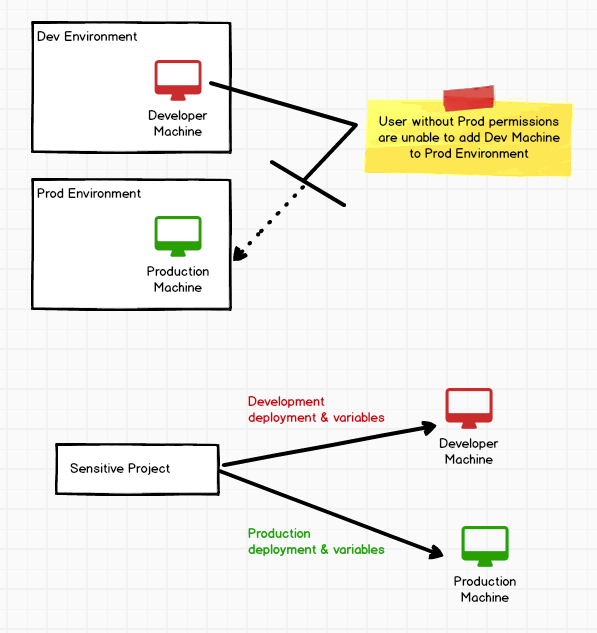 Dev Environment
Developer
Machine
User without Prod permissions
are unable to add Dev Machine
to Prod Environment
Prod Environment
Production
Machine
Development
deployment & variables
Developer
Machine
Sensitive Project
Production
deployment & variables
Production
Machine